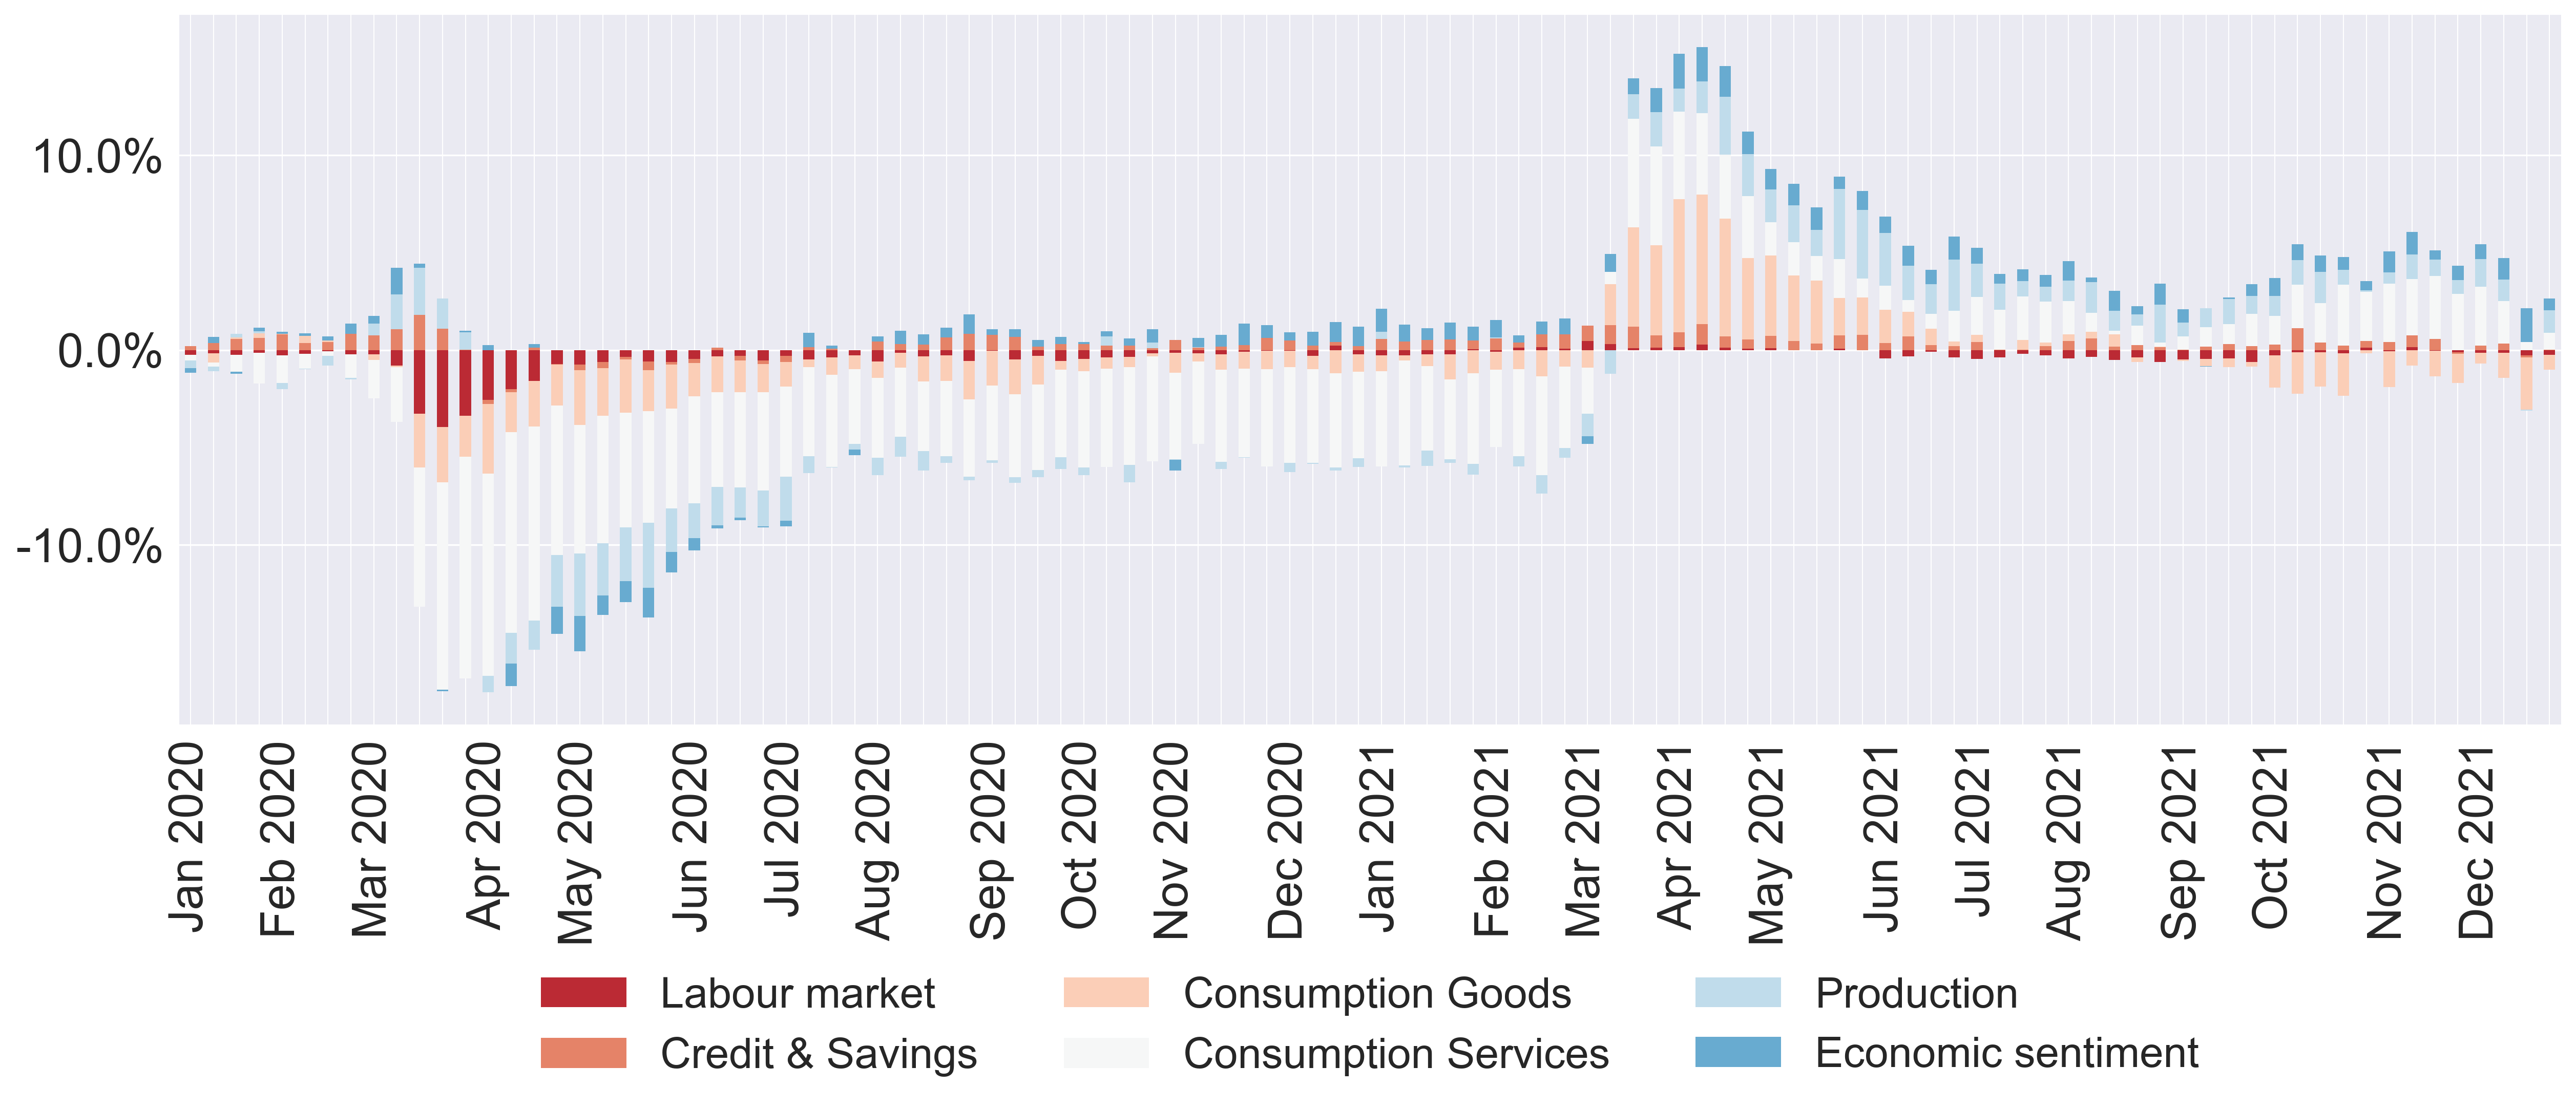 10.0%
0.0%
-10.0%
Jan 2020
Feb 2020
Mar 2020
Apr 2020
May 2020
Jun 2020
Jul 2020
Aug 2020
Sep 2020
Oct 2020
Nov 2020
Dec 2020
Jan 2021
Feb 2021
Mar 2021
Apr 2021
May 2021
Jun 2021
Jul 2021
Aug 2021
Sep 2021
Oct 2021
Nov 2021
Dec 2021
Labour market
Credit & Savings
Consumption Goods
Consumption Services
Production
Economic sentiment